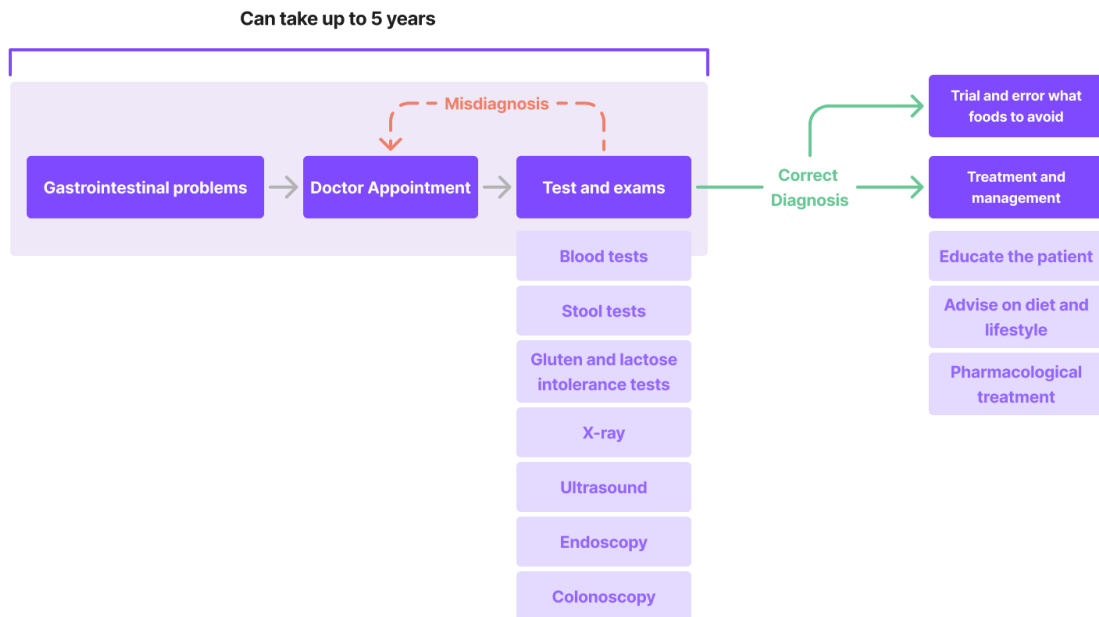 Can take up to 5 years
Misdiagnosis
Gastrointestinal problems
Doctor Appointment
Test and exams
Blood tests
Stool tests
Gluten and lactose
intolerance tests
X-ray
Ultrasound
Endoscopy
Colonoscopy
Correct
Diagnosis
Trial and error what
foods to avoid
Treatment and
management
Educate the patient
Advise on diet and
lifestyle
Pharmacological
treatment